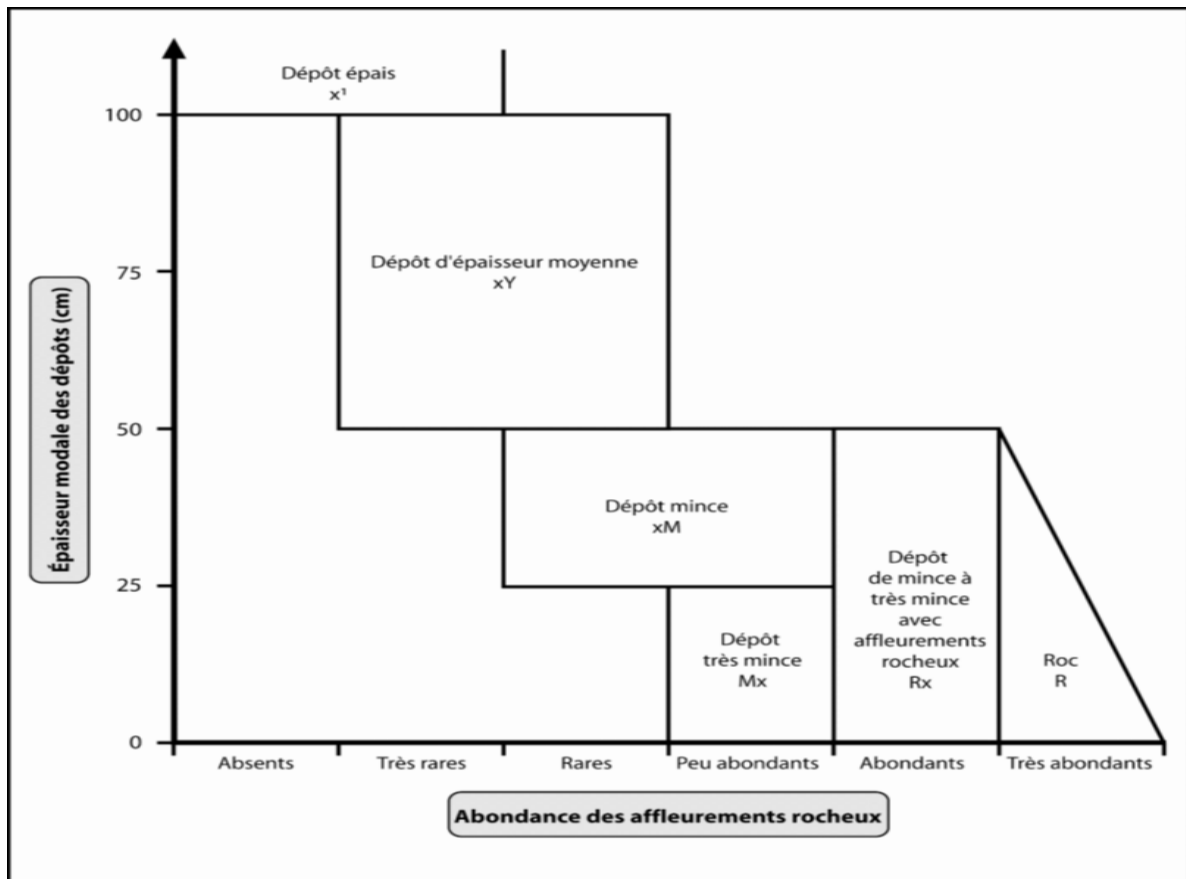 Dépôt épais
x¹
100
Dépôt d'épaisseur moyenne
xY
75
Épaisseur modale des dépôts (cm)
50
Dépôt mince
xM
25
Dépôt
très mince
Mx
Dépôt
de mince à
très mince
avec
affleurements
rocheux
Rx
Roc
R
0
Absents
Très rares
Rares
Peu abondants
Abondants
Très abondants
Abondance des affleurements rocheux